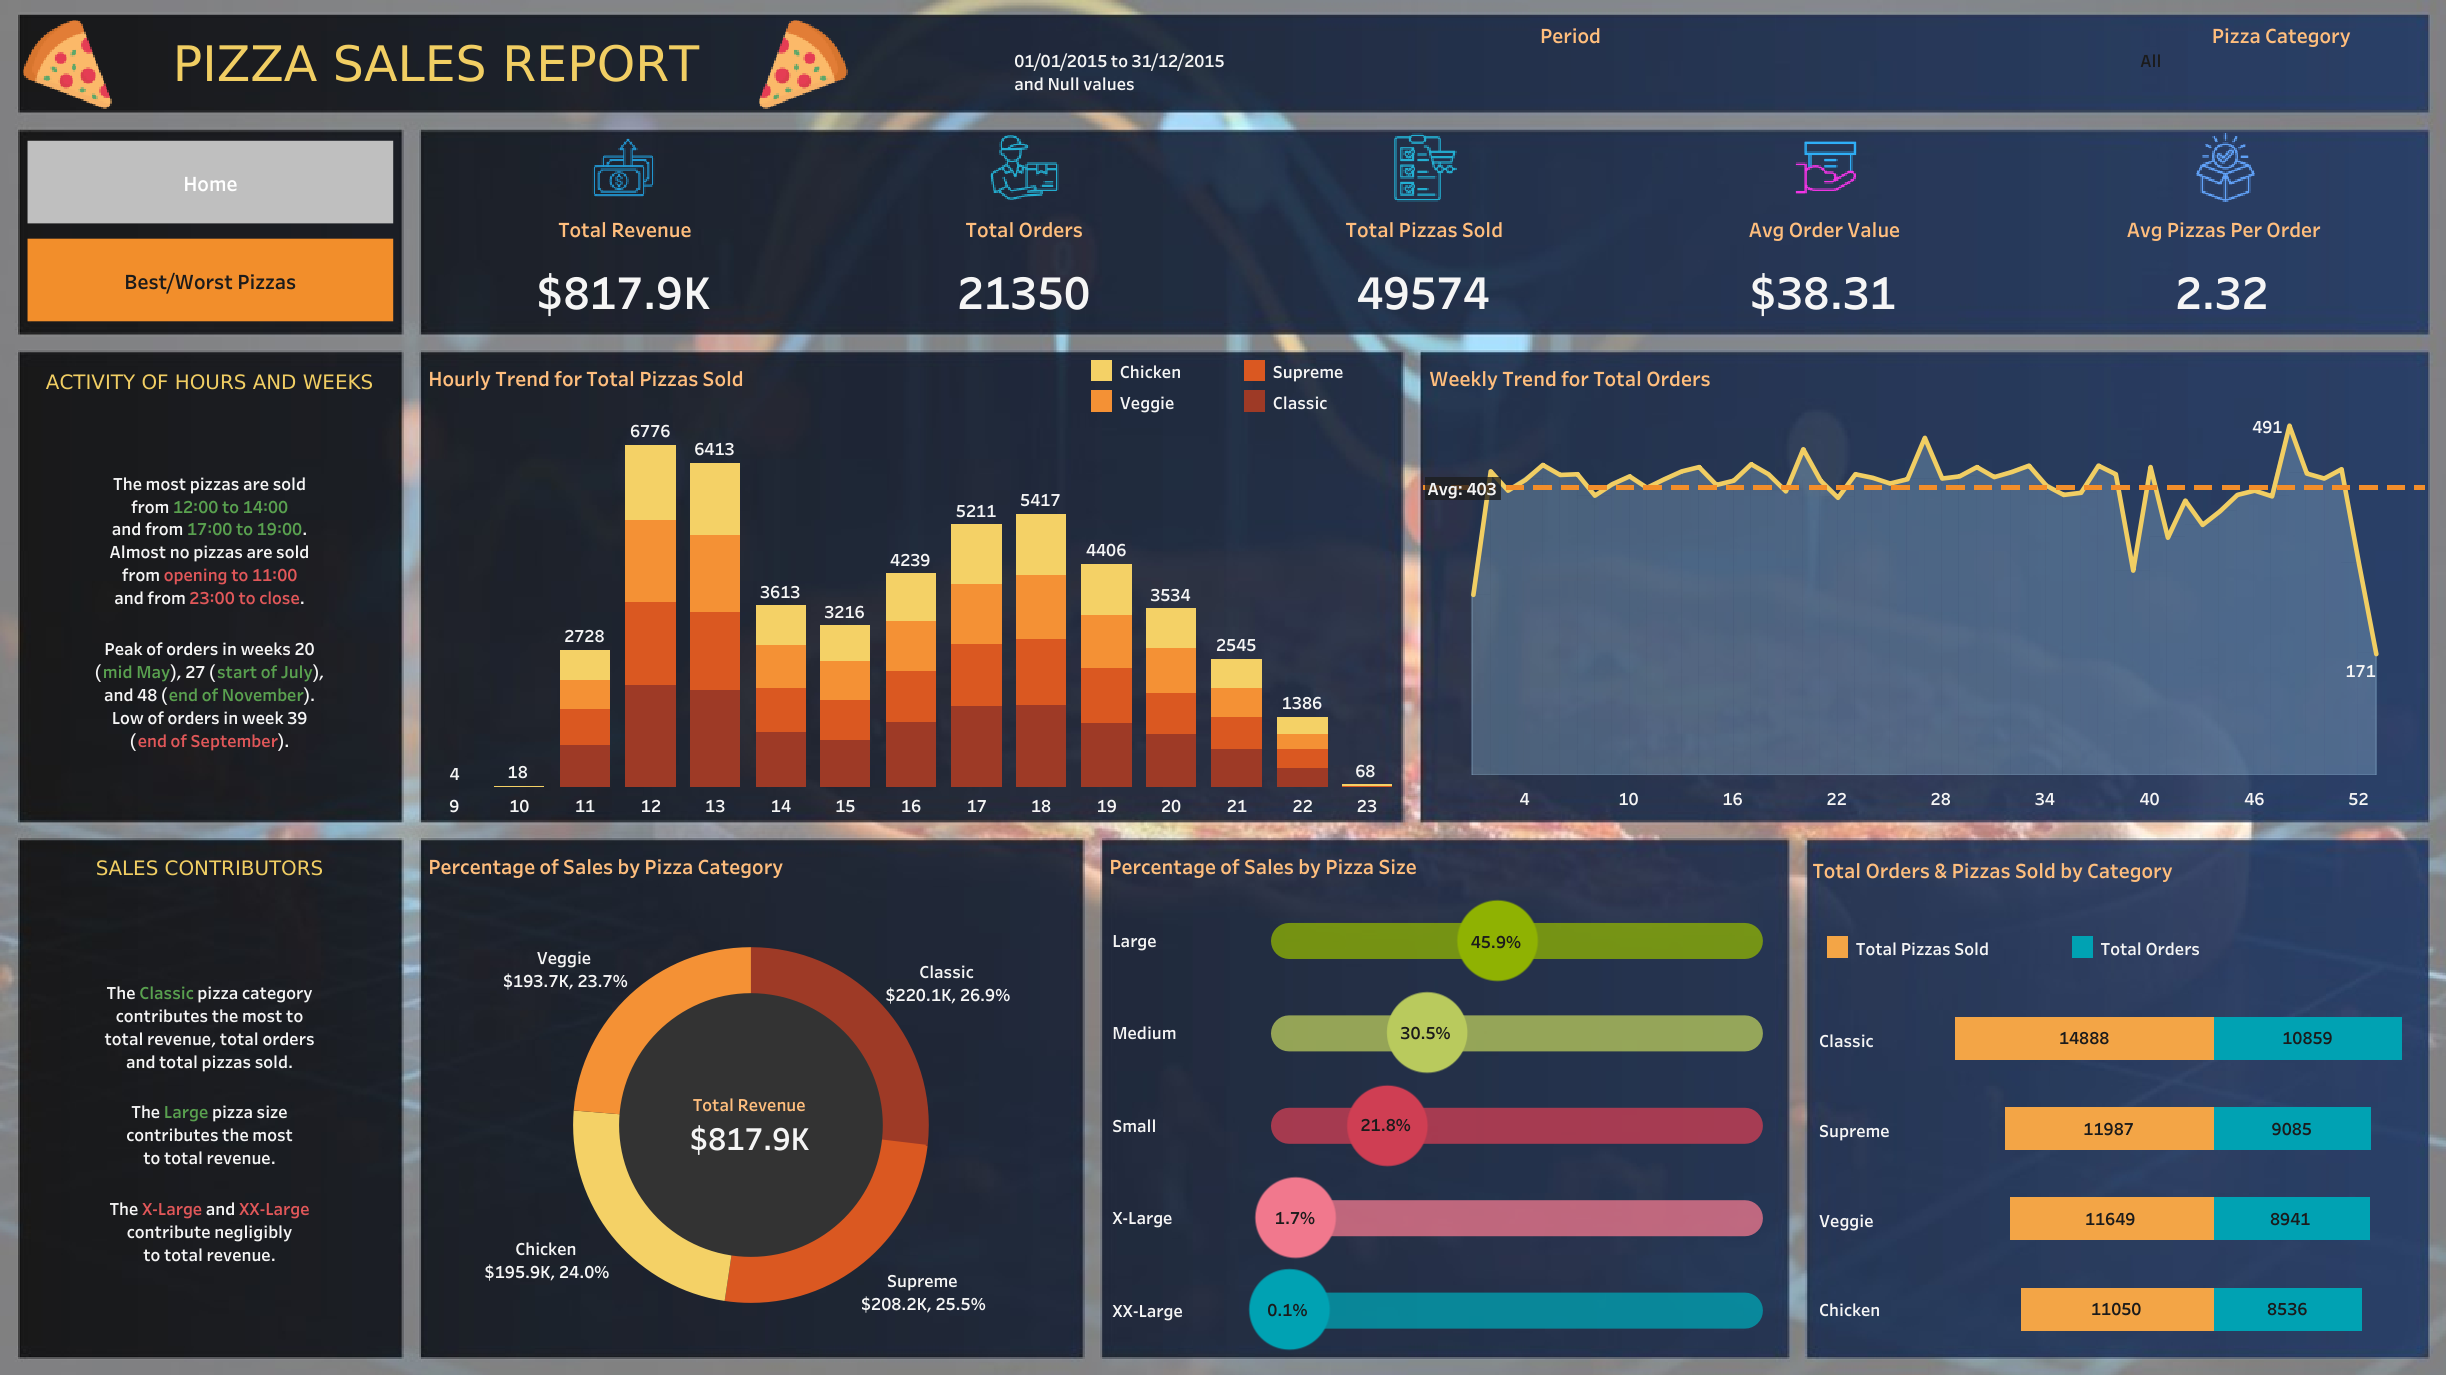 PIZZA SALES REPORT
01/01/2015 to 31/12/2015
and Null values
Period
Pizza Category
All
Home
Best/Worst Pizzas
Total Revenue
$817.9K
Total Orders
21350
Total Pizzas Sold
49574
Avg Order Value
$38.31
Avg Pizzas Per Order
2.32
ACTIVITY OF HOURS AND WEEKS
The most pizzas are sold
from 12:00 to 14:00
and from 17:00 to 19:00.
Almost no pizzas are sold
from opening to 11:00
and from 23:00 to close.
Peak of orders in weeks 20
(mid May), 27 (start of July),
and 48 (end of November).
Low of orders in week 39
(end of September).
Hourly Trend for Total Pizzas Sold
Chicken
Supreme
Veggie
Classic
4
18
2728
6776
6413
3613
3216
4239
5211
5417
4406
3534
2545
1386
68
9 10 11 12 13 14 15 16 17 18 19 20 21 22 23
Weekly Trend for Total Orders
491
Avg: 403
171
4 10 16 22 28 34 40 46 52
SALES CONTRIBUTORS
The Classic pizza category
contributes the most to
total revenue, total orders
and total pizzas sold.
The Large pizza size
contributes the most
to total revenue.
The X-Large and XX-Large
contribute negligibly
to total revenue.
Percentage of Sales by Pizza Category
Veggie
$193.7K, 23.7%
Classic
$220.1K, 26.9%
Total Revenue
$817.9K
Chicken
$195.9K, 24.0%
Supreme
$208.2K, 25.5%
Percentage of Sales by Pizza Size
Large 45.9%
Medium 30.5%
Small 21.8%
X-Large 1.7%
XX-Large 0.1%
Total Orders & Pizzas Sold by Category
Total Pizzas Sold
Total Orders
Classic 14888 10859
Supreme 11987 9085
Veggie 11649 8941
Chicken 11050 8536